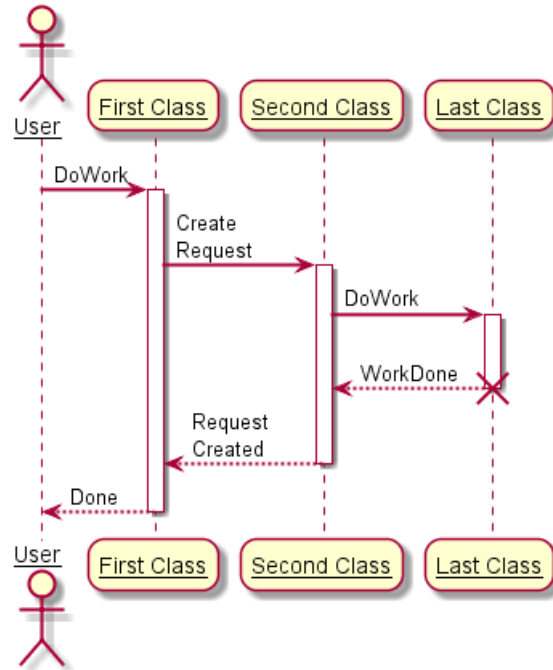 User
First Class
Second Class
Last Class
DoWork
Create
Request
DoWork
WorkDone
Request
Created
Done
User
First Class
Second Class
Last Class